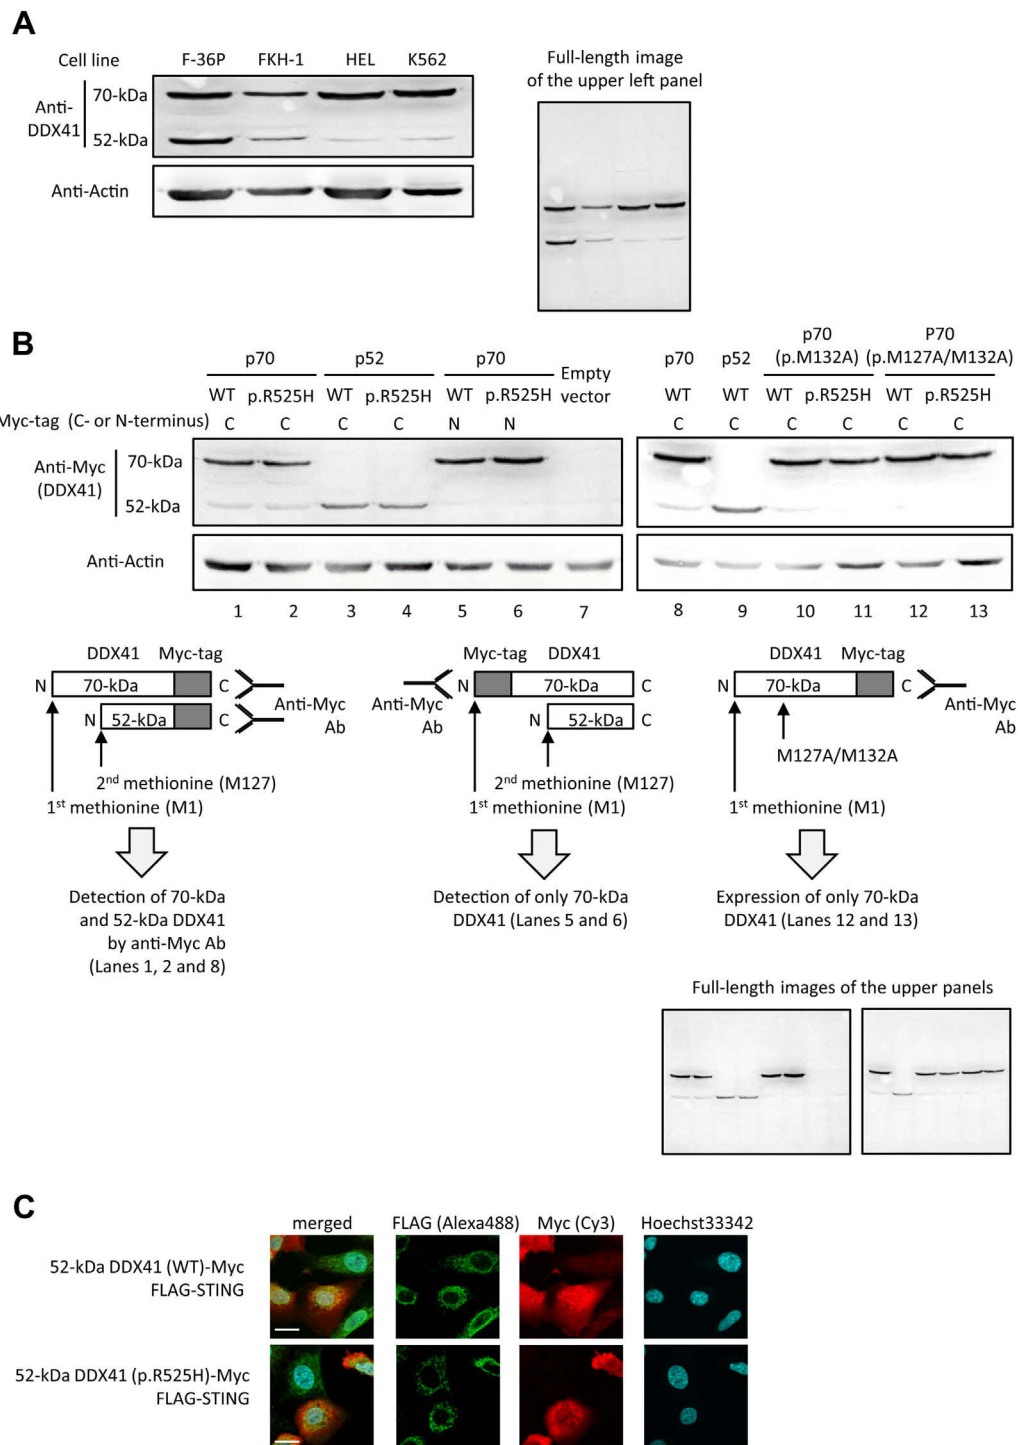 A
Cell line F-36P FKH-1 HEL K562
Anti-DDX41
70-kDa
52-kDa
Anti-Actin
Full-length image
of the upper left panel
B
p70 p52 p70 Empty vector
WT p.R525H WT p.R525H WT p.R525H
Myc-tag (C- or N-terminus) C C C C N N
p70 p52 p70 (p.M132A) P70 (p.M127A/M132A)
WT WT WT p.R525H WT p.R525H
C C C C C C
Anti-Myc
(DDX41)
70-kDa
52-kDa
Anti-Actin
1 2 3 4 5 6 7 8 9 10 11 12 13
DDX41 Myc-tag
N 70-kDa C
N 52-kDa C
Anti-Myc
Ab
2nd methionine (M127)
1st methionine (M1)
Detection of 70-kDa
and 52-kDa DDX41
by anti-Myc Ab
(Lanes 1, 2 and 8)
Myc-tag DDX41
Anti-Myc
Ab
N 70-kDa C
N 52-kDa C
2nd methionine (M127)
1st methionine (M1)
Detection of only 70-kDa
DDX41 (Lanes 5 and 6)
DDX41 Myc-tag
N 70-kDa C
Anti-Myc
Ab
M127A/M132A
1st methionine (M1)
Expression of only 70-kDa
DDX41 (Lanes 12 and 13)
Full-length images of the upper panels
C
merged FLAG (Alexa488) Myc (Cy3) Hoechst33342
52-kDa DDX41 (WT)-Myc
FLAG-STING
52-kDa DDX41 (p.R525H)-Myc
FLAG-STING